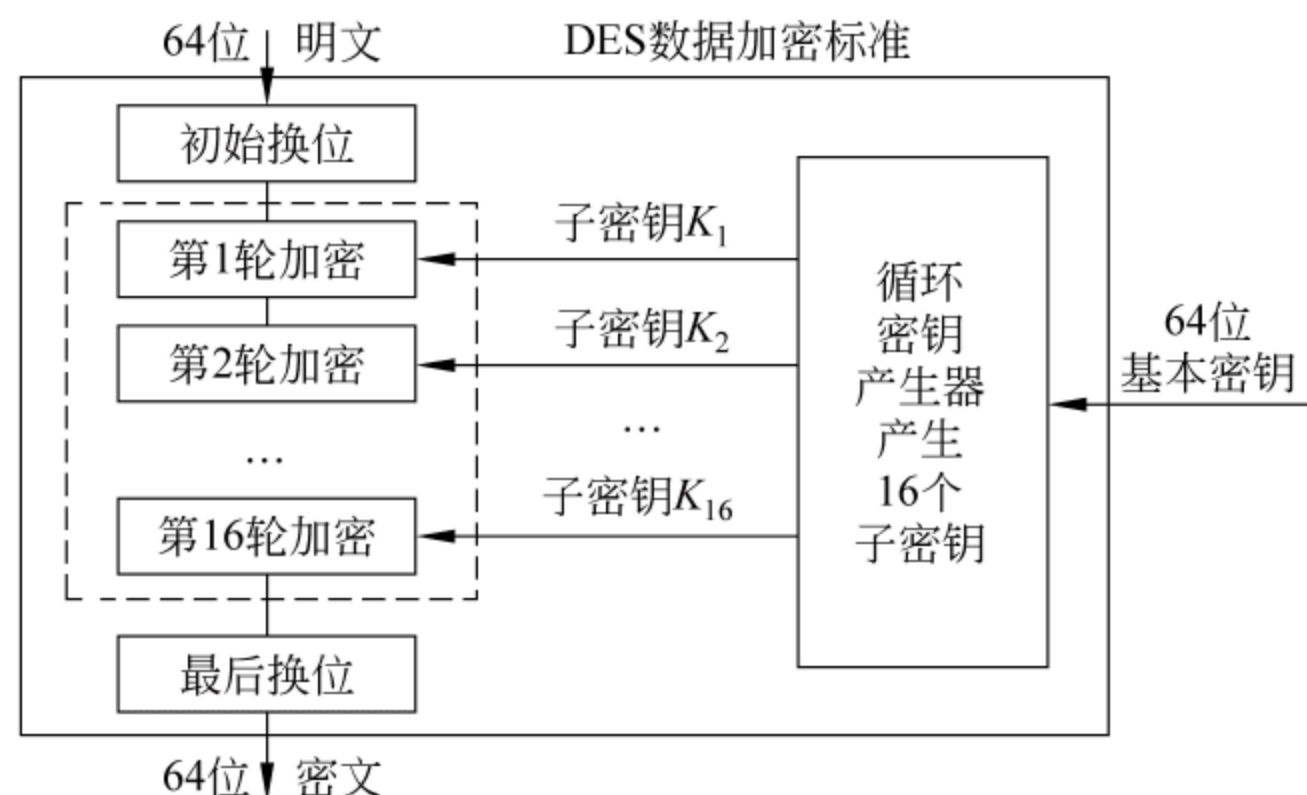 64位 明文
DES数据加密标准
初始换位
第1轮加密
第2轮加密
…
第16轮加密
最后换位
64位 密文
子密钥K1
子密钥K2
…
子密钥K16
循环
密钥
产生器
产生
16个
子密钥
64位
基本密钥